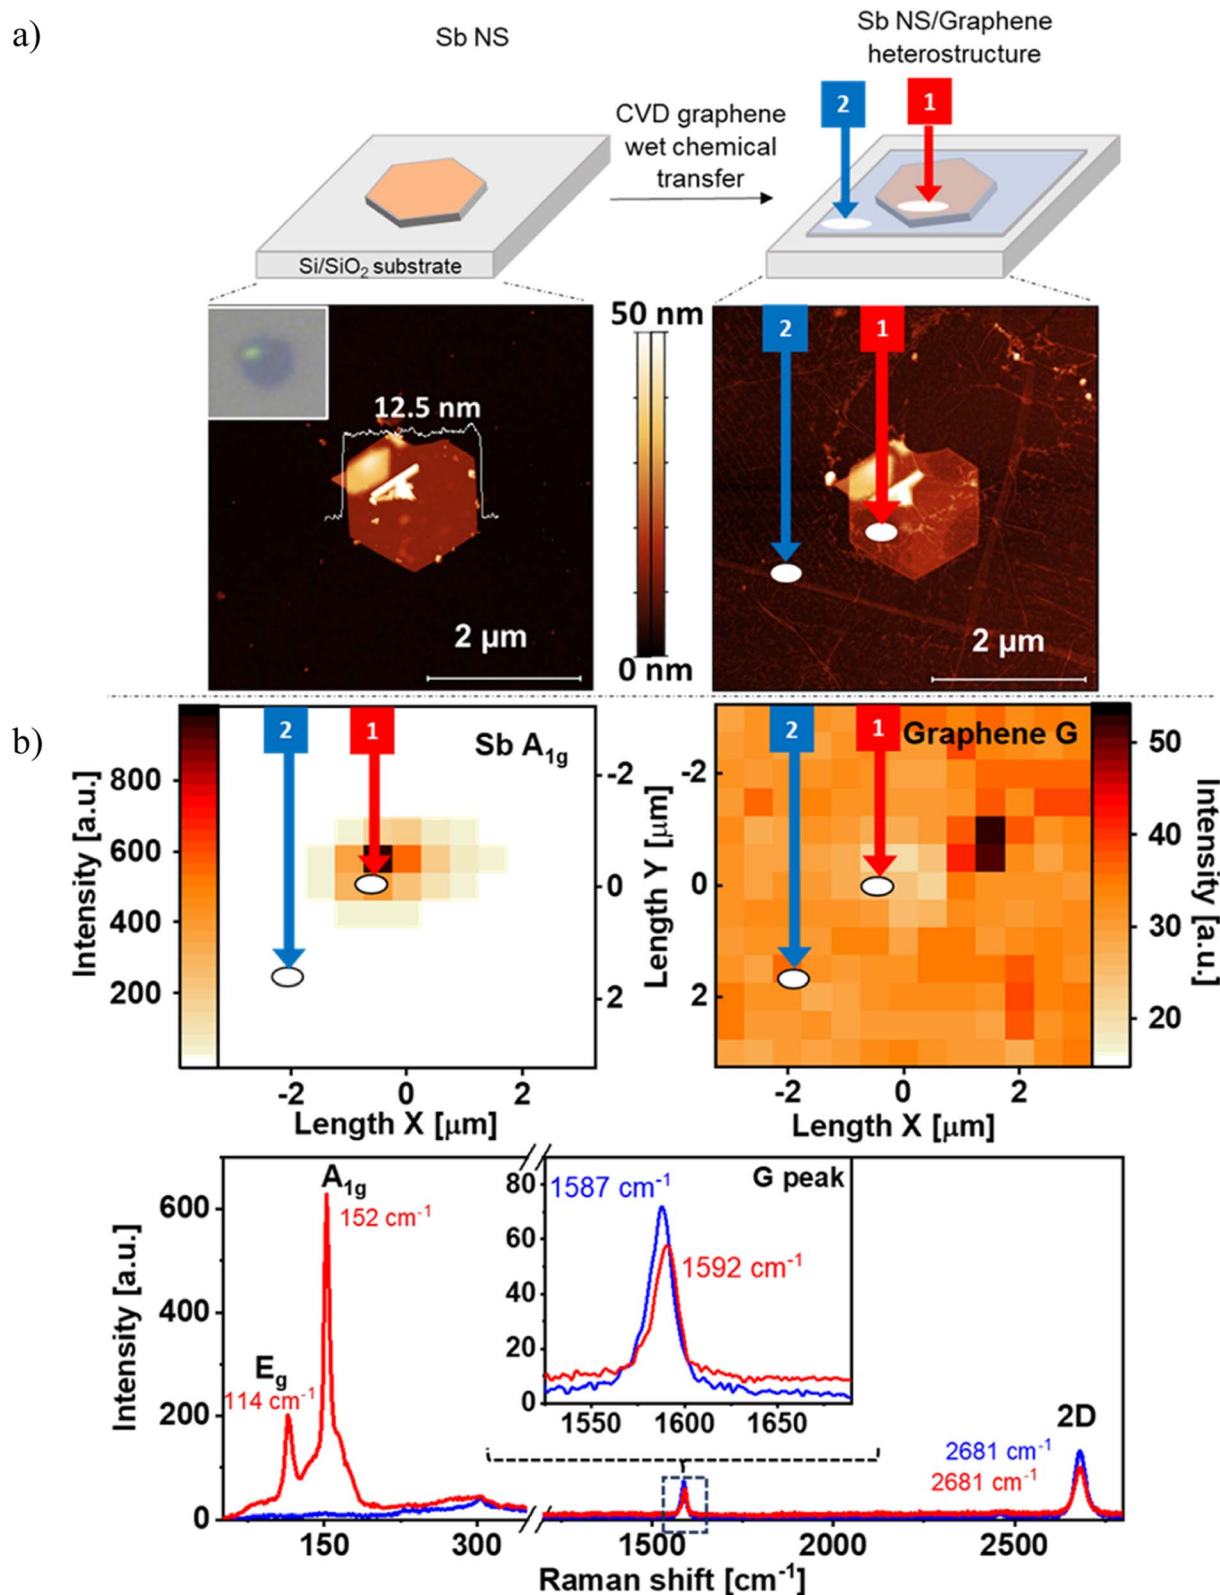 a)
Sb NS
Sb NS/Graphene
heterostructure
2
1
CVD graphene
wet chemical
transfer
Si/SiO₂ substrate
50 nm
2
1
12.5 nm
2 μm
0 nm
2 μm
b)
2
1
Sb A₁g
2
1
Graphene G
Intensity [a.u.]
800
600
400
200
-2
0
2
Length Y [μm]
-2
0
2
50
40
30
20
Intensity [a.u.]
-2
0
2
Length X [μm]
-2
0
2
Length X [μm]
Intensity [a.u.]
600
400
200
0
A₁g
152 cm⁻¹
Eg
114 cm⁻¹
80
60
40
20
0
1587 cm⁻¹
G peak
1592 cm⁻¹
1550
1600
1650
2D
2681 cm⁻¹
2681 cm⁻¹
150
300
1500
2000
2500
Raman shift [cm⁻¹]